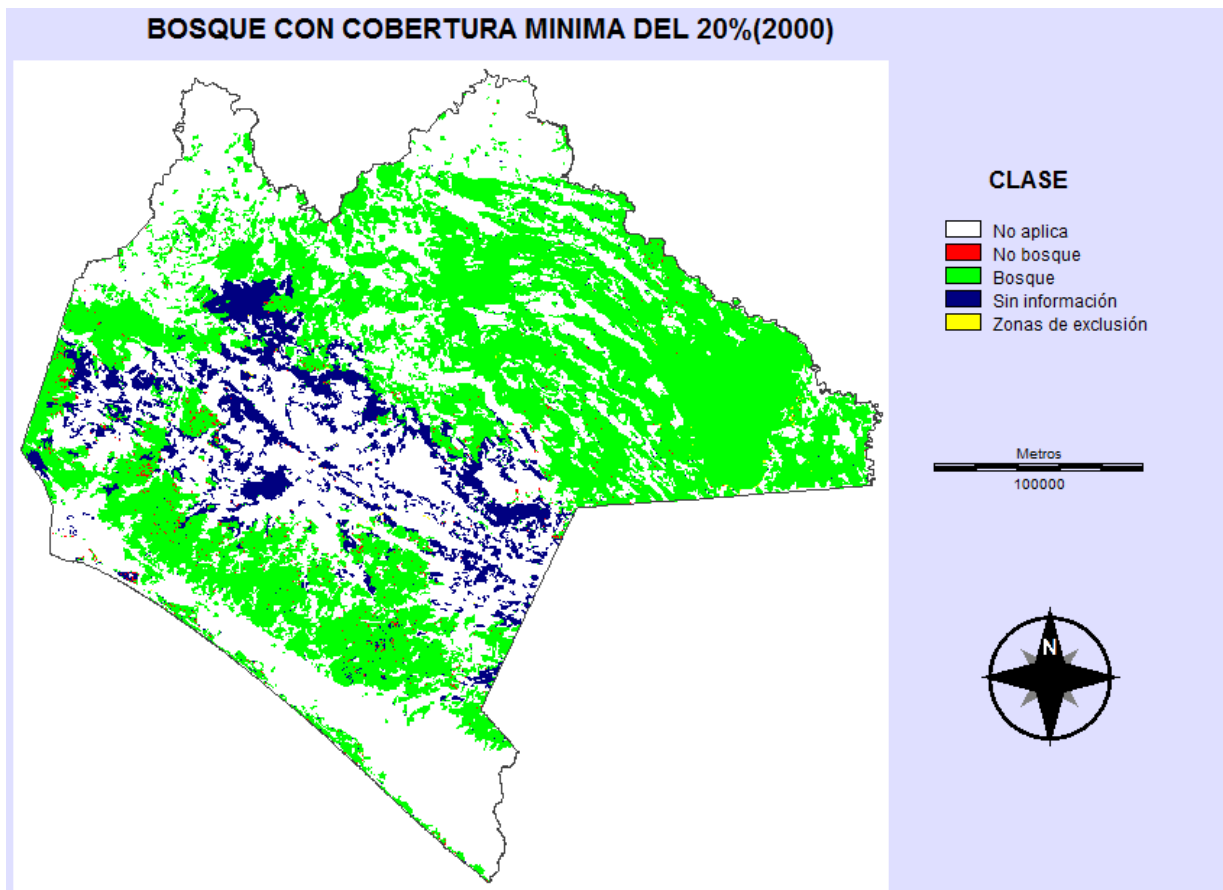 BOSQUE CON COBERTURA MINIMA DEL 20%(2000)
CLASE
No aplica
No bosque
Bosque
Sin información
Zonas de exclusión
Metros
100000
N